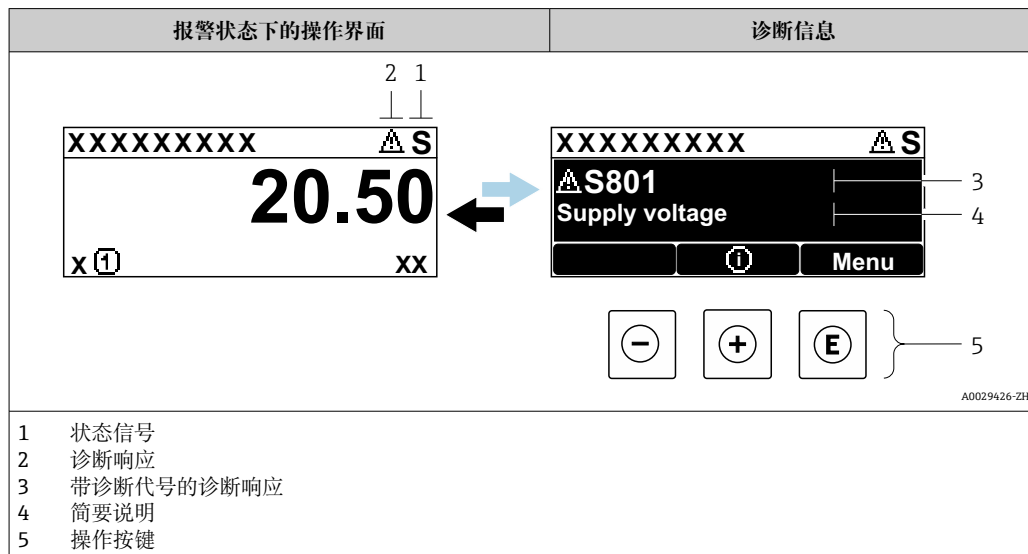 报警状态下的操作界面
诊断信息
2 1
XXXXXXXXX S
20.50
X 1 XX
XXXXXXXXX S
S801
Supply voltage
i Menu
3
4
- + E
5
A0029426-ZH
1 状态信号
2 诊断响应
3 带诊断代号的诊断响应
4 简要说明
5 操作按键